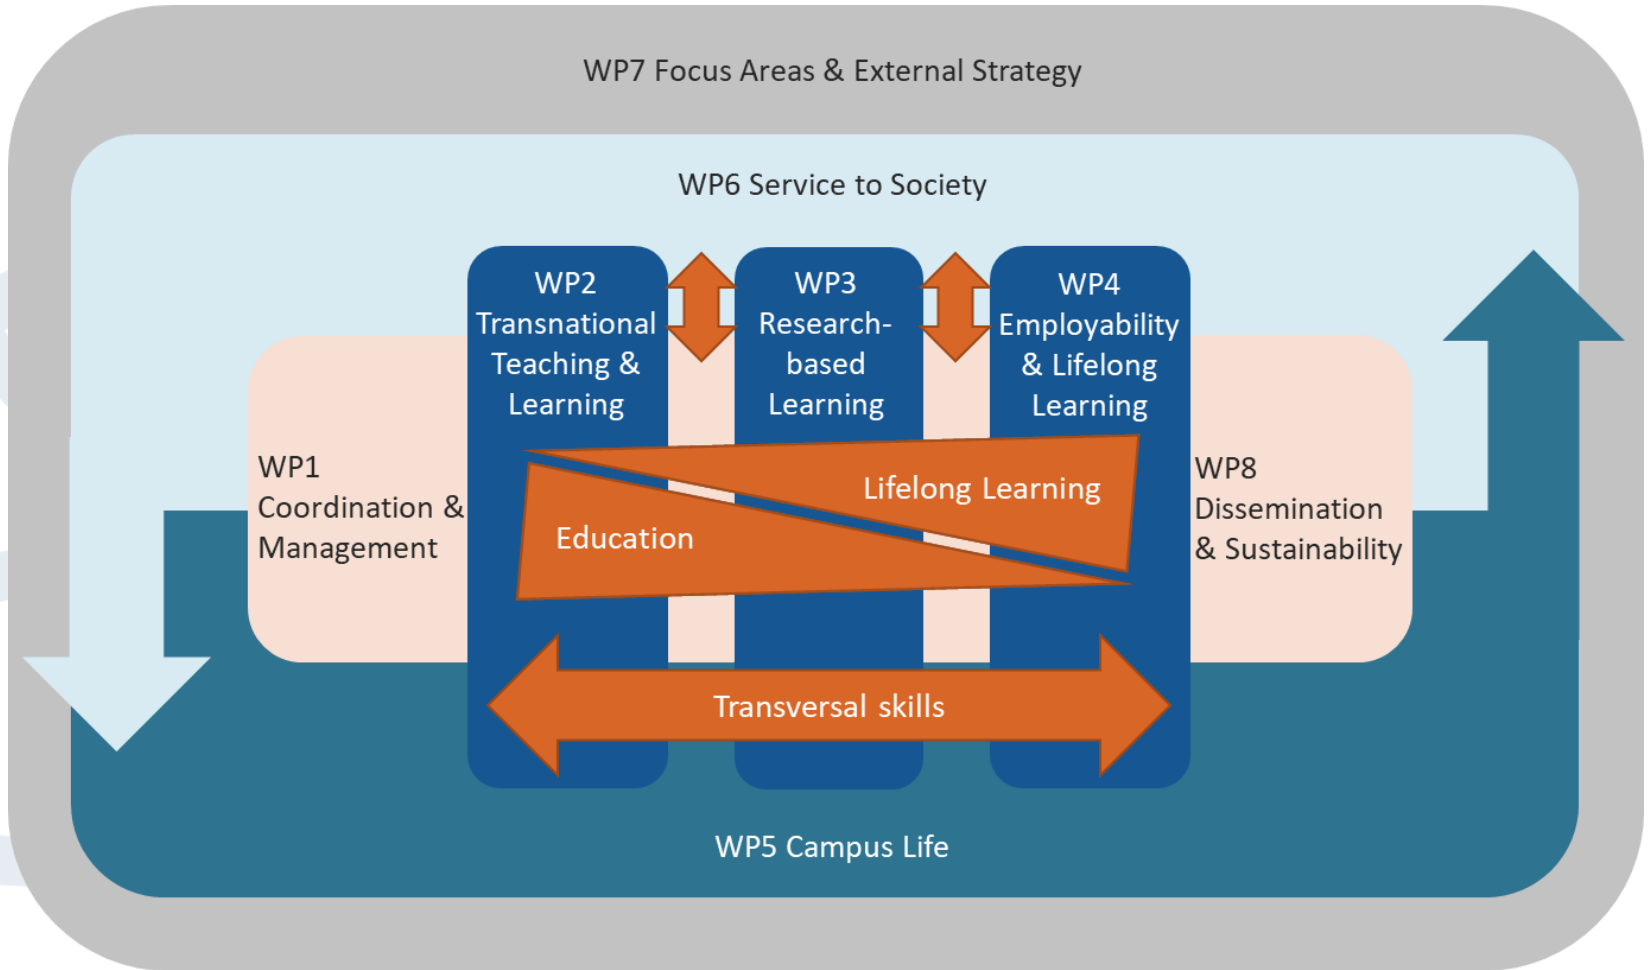 WP7 Focus Areas & External Strategy
WP6 Service to Society
WP2
Transnational
Teaching &
Learning
WP3
Research-
based
Learning
WP4
Employability
& Lifelong
Learning
WP1
Coordination &
Management
Lifelong Learning
Education
WP8
Dissemination
& Sustainability
Transversal skills
WP5 Campus Life